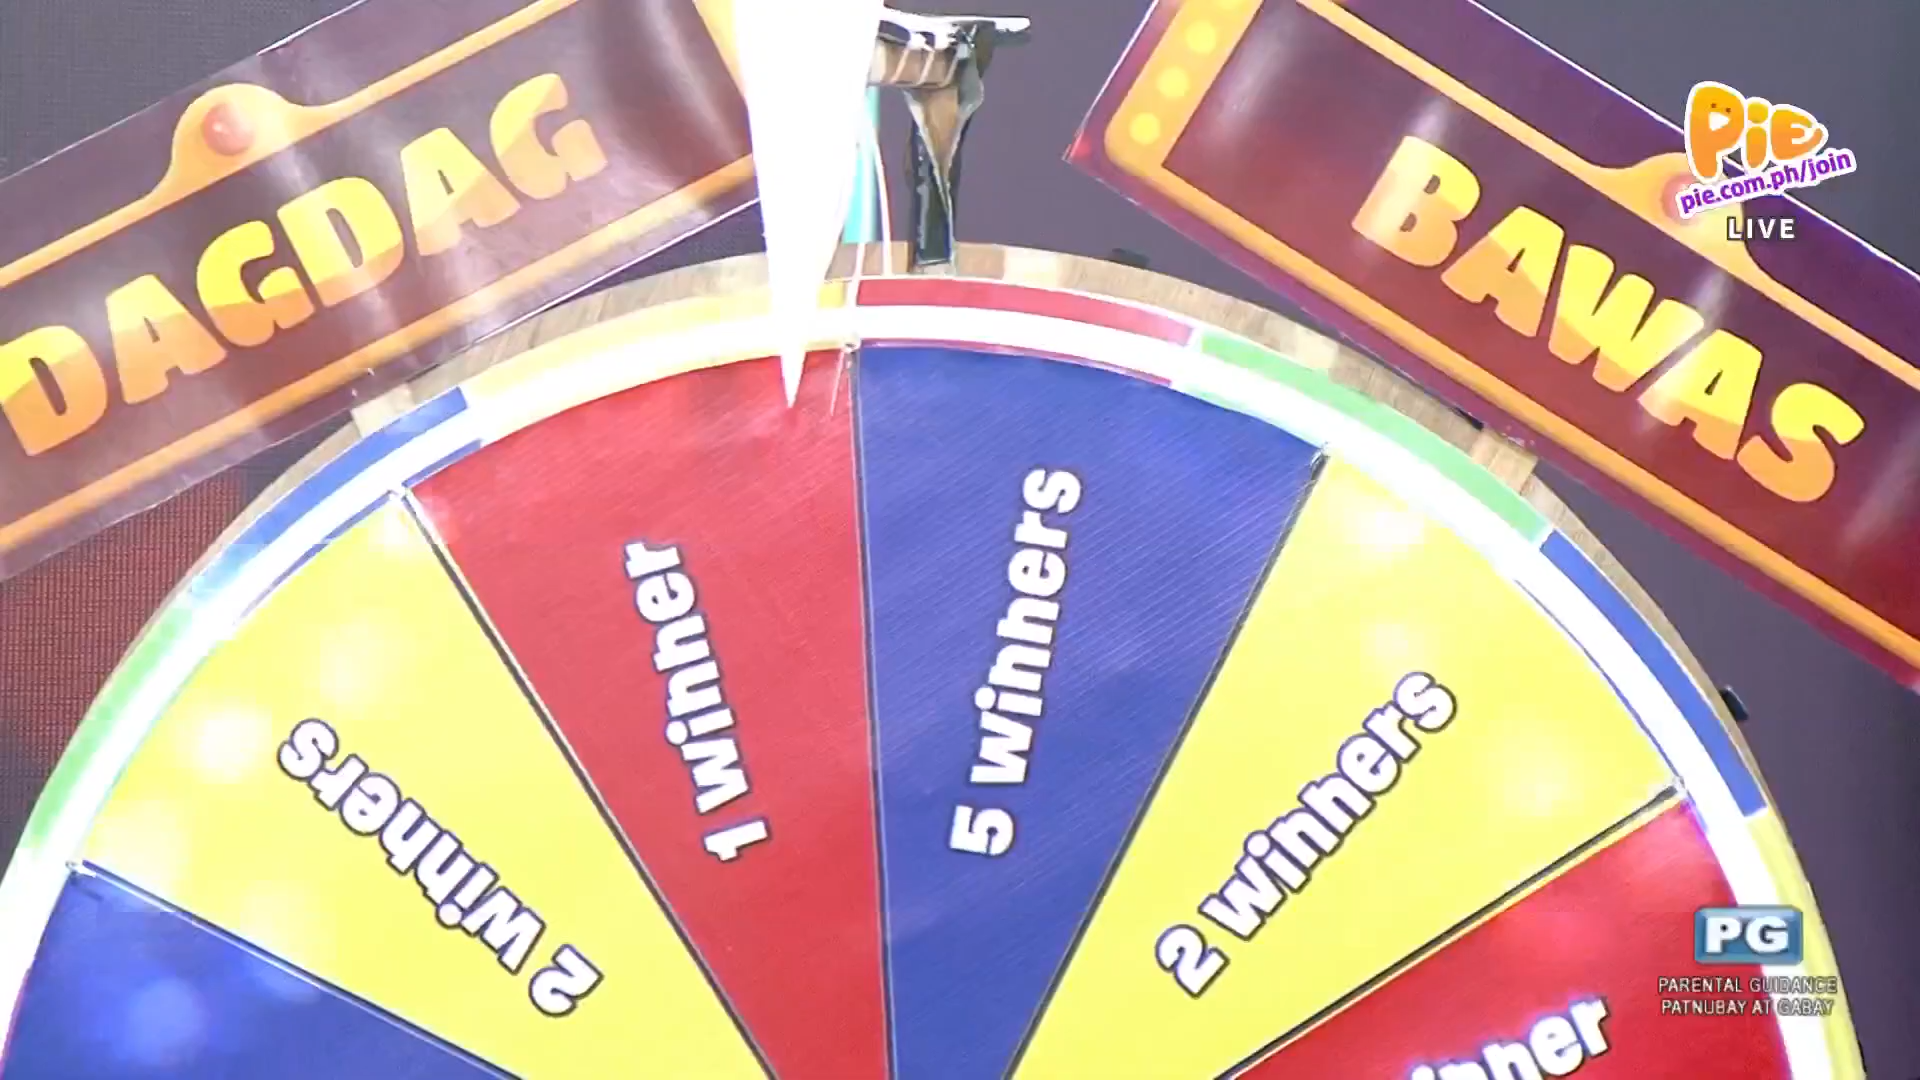 DAGDAG
BAWAS
Pie
pie.com.ph/join
LIVE
2 winners
1 winner
5 winners
2 winners
PG
PARENTAL GUIDANCE
PATNUBAY AT GABAY